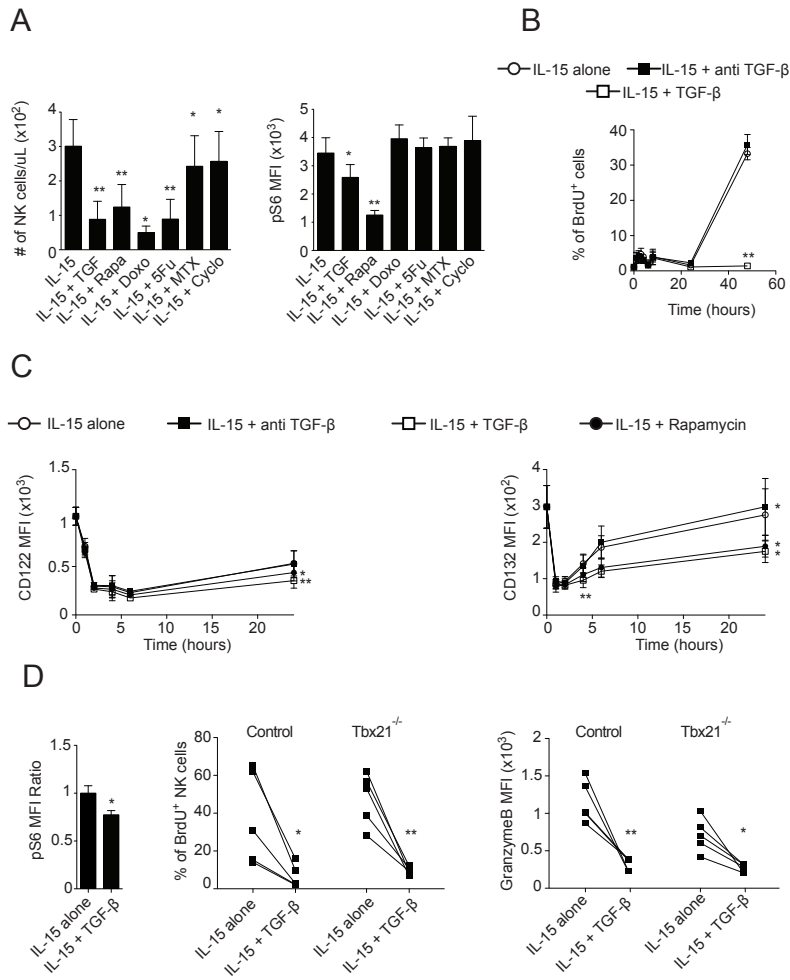 A
# of NK cells/uL (x10²)
4
3
2
1
0
** ** * ** * *
IL-15
IL-15 + TGF
IL-15 + Rapa
IL-15 + Doxo
IL-15 + 5Fu
IL-15 + MTX
IL-15 + Cyclo
pS6 MFI (x10³)
5
4
3
2
1
0
* **
IL-15
IL-15 + TGF
IL-15 + Rapa
IL-15 + Doxo
IL-15 + 5Fu
IL-15 + MTX
IL-15 + Cyclo
B
IL-15 alone IL-15 + anti TGF-β
IL-15 + TGF-β
% of BrdU⁺ cells
40
30
20
10
0
**
0 20 40 60
Time (hours)
C
IL-15 alone IL-15 + anti TGF-β IL-15 + TGF-β IL-15 + Rapamycin
CD122 MFI (x10³)
1.5
1
0.5
0
*
**
0 5 10 15 20
Time (hours)
CD132 MFI (x10²)
4
3
2
1
0
*
*
*
**
0 5 10 15 20
Time (hours)
D
pS6 MFI Ratio
1.5
1
0.5
0
*
IL-15 alone
IL-15 + TGF-β
% of BrdU⁺ NK cells
80
60
40
20
0
Control Tbx21⁻/⁻
* **
IL-15 alone
IL-15 + TGF-β
IL-15 alone
IL-15 + TGF-β
GranzymeB MFI (x10³)
2
1.5
1
0.5
0
Control Tbx21⁻/⁻
** *
IL-15 alone
IL-15 + TGF-β
IL-15 alone
IL-15 + TGF-β